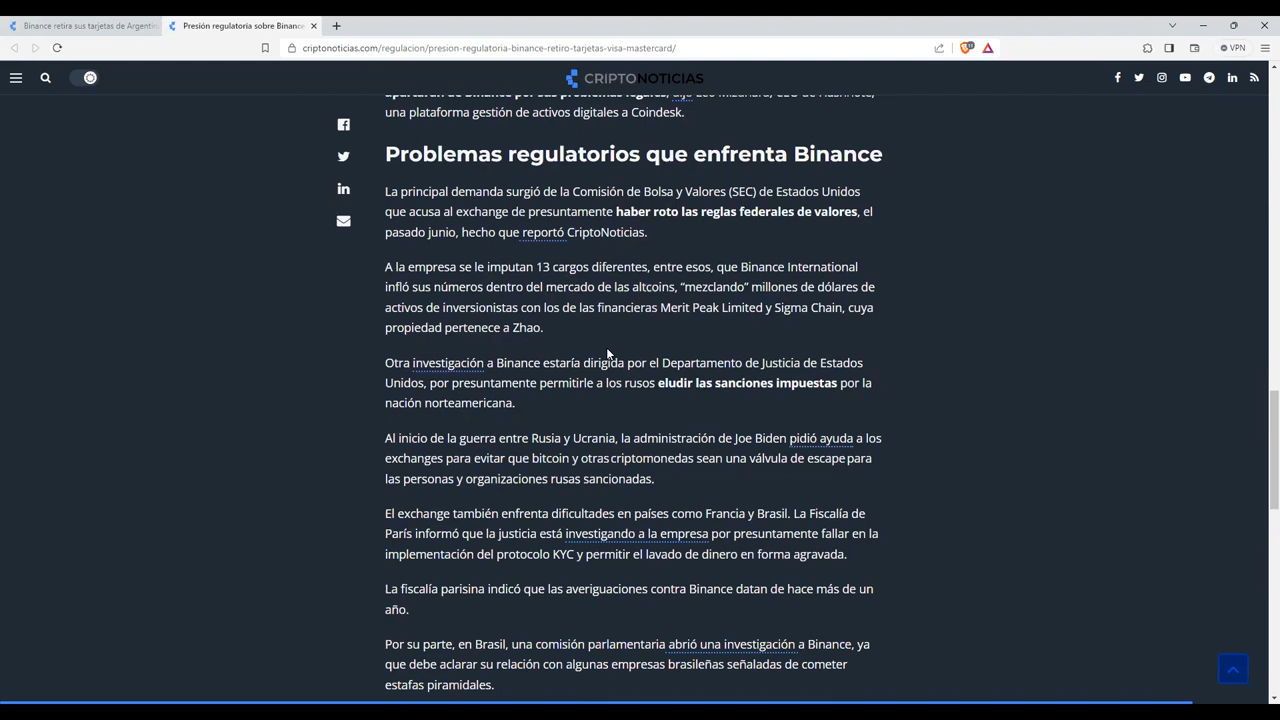 Binance retira sus tarjetas de Argentin
Presión regulatoria sobre Binance
criptonoticias.com/regulacion/presion-regulatoria-binance-retiro-tarjetas-visa-mastercard/
VPN
CRIPTONOTICIAS
apartarán de Binance por sus problemas legales, dijo Leo Mizuhara, CEO de Hashnote,
una plataforma gestión de activos digitales a Coindesk.
Problemas regulatorios que enfrenta Binance
La principal demanda surgió de la Comisión de Bolsa y Valores (SEC) de Estados Unidos
que acusa al exchange de presuntamente haber roto las reglas federales de valores, el
pasado junio, hecho que reportó CriptoNoticias.
A la empresa se le imputan 13 cargos diferentes, entre esos, que Binance International
infló sus números dentro del mercado de las altcoins, “mezclando” millones de dólares de
activos de inversionistas con los de las financieras Merit Peak Limited y Sigma Chain, cuya
propiedad pertenece a Zhao.
Otra investigación a Binance estaría dirigida por el Departamento de Justicia de Estados
Unidos, por presuntamente permitirle a los rusos eludir las sanciones impuestas por la
nación norteamericana.
Al inicio de la guerra entre Rusia y Ucrania, la administración de Joe Biden pidió ayuda a los
exchanges para evitar que bitcoin y otras criptomonedas sean una válvula de escape para
las personas y organizaciones rusas sancionadas.
El exchange también enfrenta dificultades en países como Francia y Brasil. La Fiscalía de
París informó que la justicia está investigando a la empresa por presuntamente fallar en la
implementación del protocolo KYC y permitir el lavado de dinero en forma agravada.
La fiscalía parisina indicó que las averiguaciones contra Binance datan de hace más de un
año.
Por su parte, en Brasil, una comisión parlamentaria abrió una investigación a Binance, ya
que debe aclarar su relación con algunas empresas brasileñas señaladas de cometer
estafas piramidales.